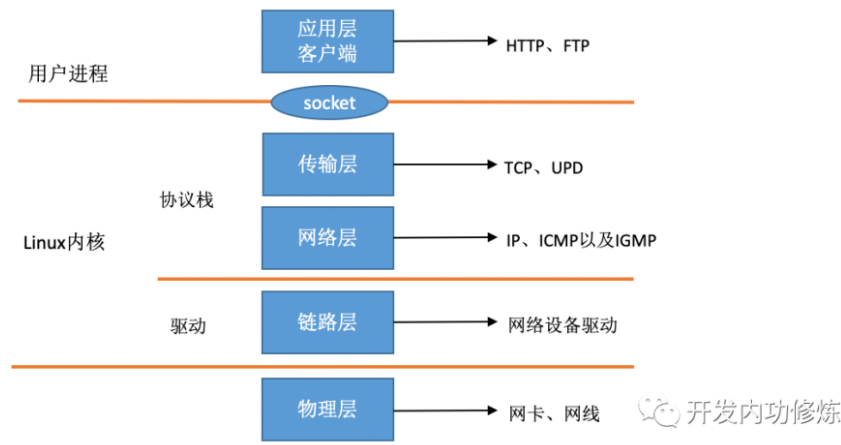 应用层
客户端
HTTP、FTP
用户进程
socket
传输层
TCP、UPD
协议栈
网络层
Linux内核
IP、ICMP以及IGMP
驱动
链路层
网络设备驱动
物理层
网卡、网线
开发内功修炼